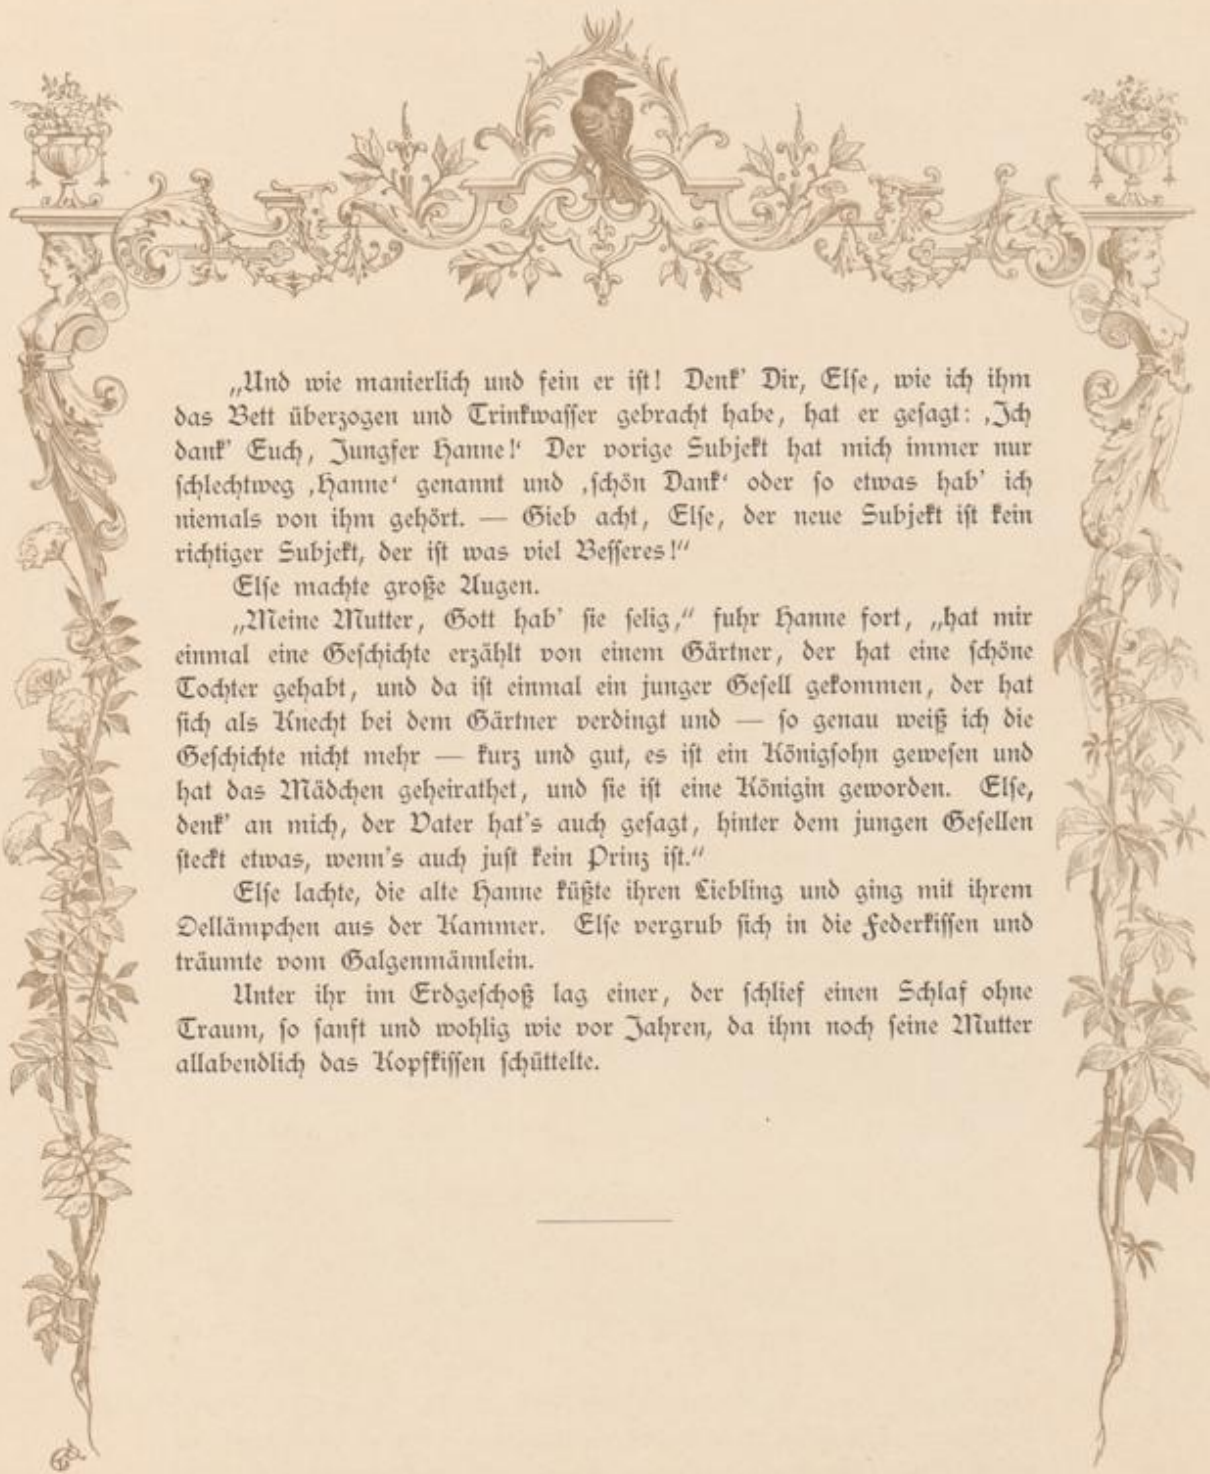 „Und wie manierlich und fein er ist! Denk’ Dir, Else, wie ich ihm
das Bett überzogen und Trinkwasser gebracht habe, hat er gesagt: ‚Ich
dank’ Euch, Jungfer Hanne!‘ Der vorige Subjekt hat mich immer nur
schlechtweg ‚Hanne‘ genannt und ‚schön Dank‘ oder so etwas hab’ ich
niemals von ihm gehört. — Gieb acht, Else, der neue Subjekt ist kein
richtiger Subjekt, der ist was viel Besseres!“
Else machte große Augen.
„Meine Mutter, Gott hab’ sie selig,“ fuhr Hanne fort, „hat mir
einmal eine Geschichte erzählt von einem Gärtner, der hat eine schöne
Tochter gehabt, und da ist einmal ein junger Gesell gekommen, der hat
sich als Knecht bei dem Gärtner verdingt und — so genau weiß ich die
Geschichte nicht mehr — kurz und gut, es ist ein Königsohn gewesen und
hat das Mädchen geheirathet, und sie ist eine Königin geworden. Else,
denk’ an mich, der Vater hat’s auch gesagt, hinter dem jungen Gesellen
steckt etwas, wenn’s auch just kein Prinz ist.“
Else lachte, die alte Hanne küßte ihren Liebling und ging mit ihrem
Oellämpchen aus der Kammer. Else vergrub sich in die Federkissen und
träumte vom Galgenmännlein.
Unter ihr im Erdgeschoß lag einer, der schlief einen Schlaf ohne
Traum, so sanft und wohlig wie vor Jahren, da ihm noch seine Mutter
allabendlich das Kopfkissen schüttelte.